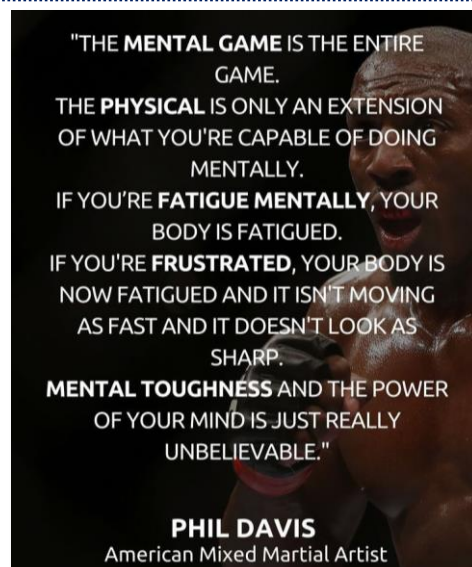 "THE MENTAL GAME IS THE ENTIRE
GAME.
THE PHYSICAL IS ONLY AN EXTENSION
OF WHAT YOU'RE CAPABLE OF DOING
MENTALLY.
IF YOU’RE FATIGUE MENTALLY, YOUR
BODY IS FATIGUED.
IF YOU'RE FRUSTRATED, YOUR BODY IS
NOW FATIGUED AND IT ISN'T MOVING
AS FAST AND IT DOESN'T LOOK AS
SHARP.
MENTAL TOUGHNESS AND THE POWER
OF YOUR MIND IS JUST REALLY
UNBELIEVABLE."
PHIL DAVIS
American Mixed Martial Artist